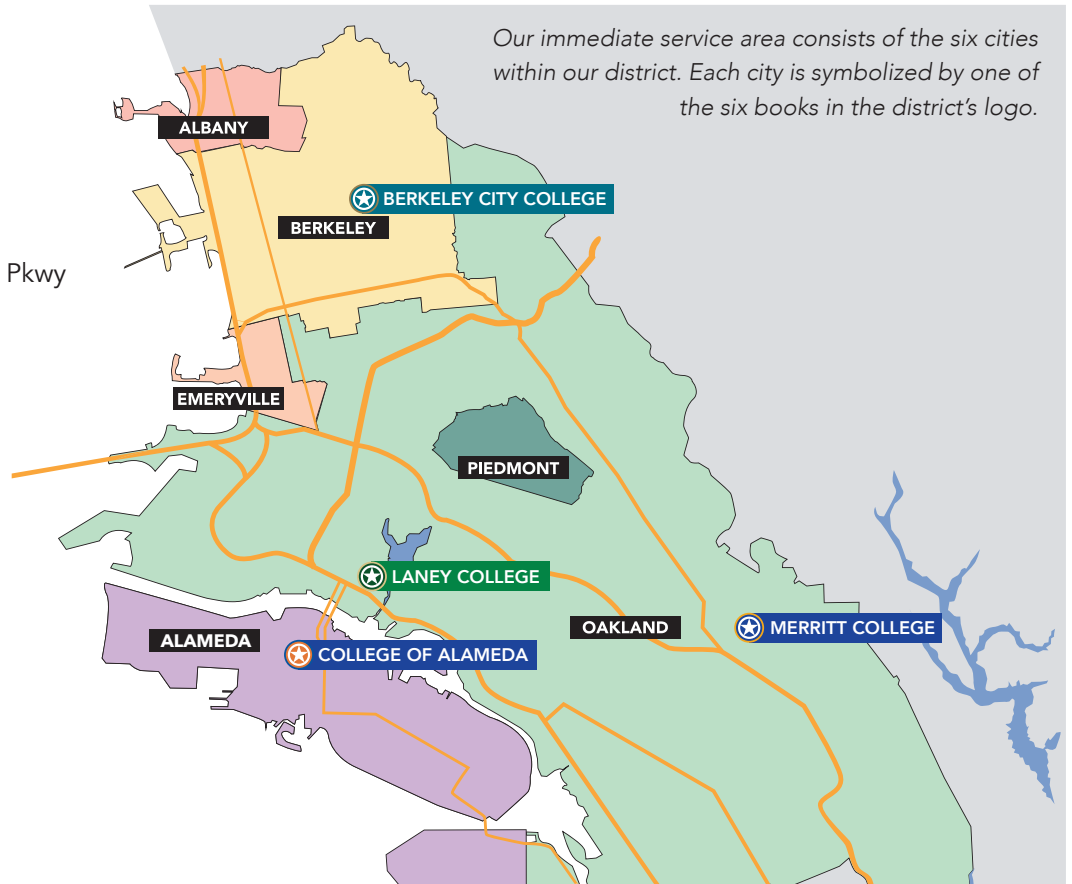 Our immediate service area consists of the six cities
within our district. Each city is symbolized by one of
the six books in the district's logo.
ALBANY
BERKELEY CITY COLLEGE
BERKELEY
Pkwy
EMERYVILLE
PIEDMONT
LANEY COLLEGE
OAKLAND
MERRITT COLLEGE
ALAMEDA
COLLEGE OF ALAMEDA